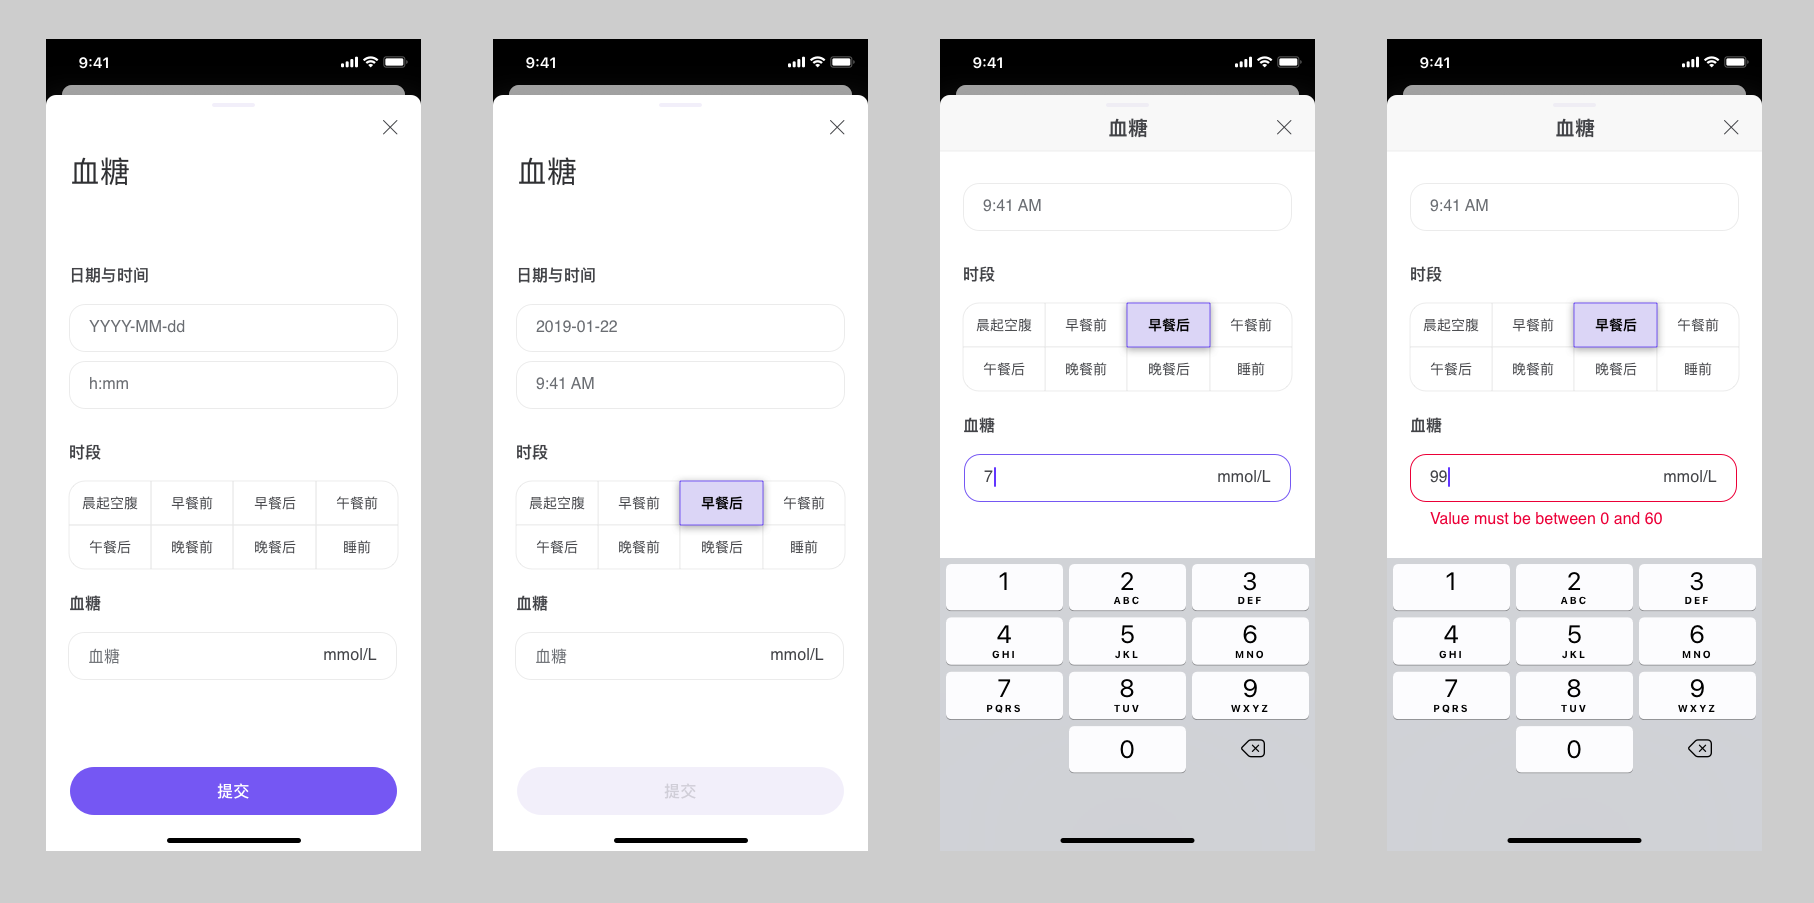 9:41
血糖
日期与时间
YYYY-MM-dd
h:mm
时段
晨起空腹 早餐前 早餐后 午餐前
午餐后 晚餐前 晚餐后 睡前
血糖
血糖 mmol/L
提交
9:41
血糖
日期与时间
2019-01-22
9:41 AM
时段
晨起空腹 早餐前 早餐后 午餐前
午餐后 晚餐前 晚餐后 睡前
血糖
血糖 mmol/L
提交
9:41
血糖
9:41 AM
时段
晨起空腹 早餐前 早餐后 午餐前
午餐后 晚餐前 晚餐后 睡前
血糖
7 mmol/L
1 2 3
ABC DEF
4 5 6
GHI JKL MNO
7 8 9
PQRS TUV WXYZ
0
9:41
血糖
9:41 AM
时段
晨起空腹 早餐前 早餐后 午餐前
午餐后 晚餐前 晚餐后 睡前
血糖
99 mmol/L
Value must be between 0 and 60
1 2 3
ABC DEF
4 5 6
GHI JKL MNO
7 8 9
PQRS TUV WXYZ
0